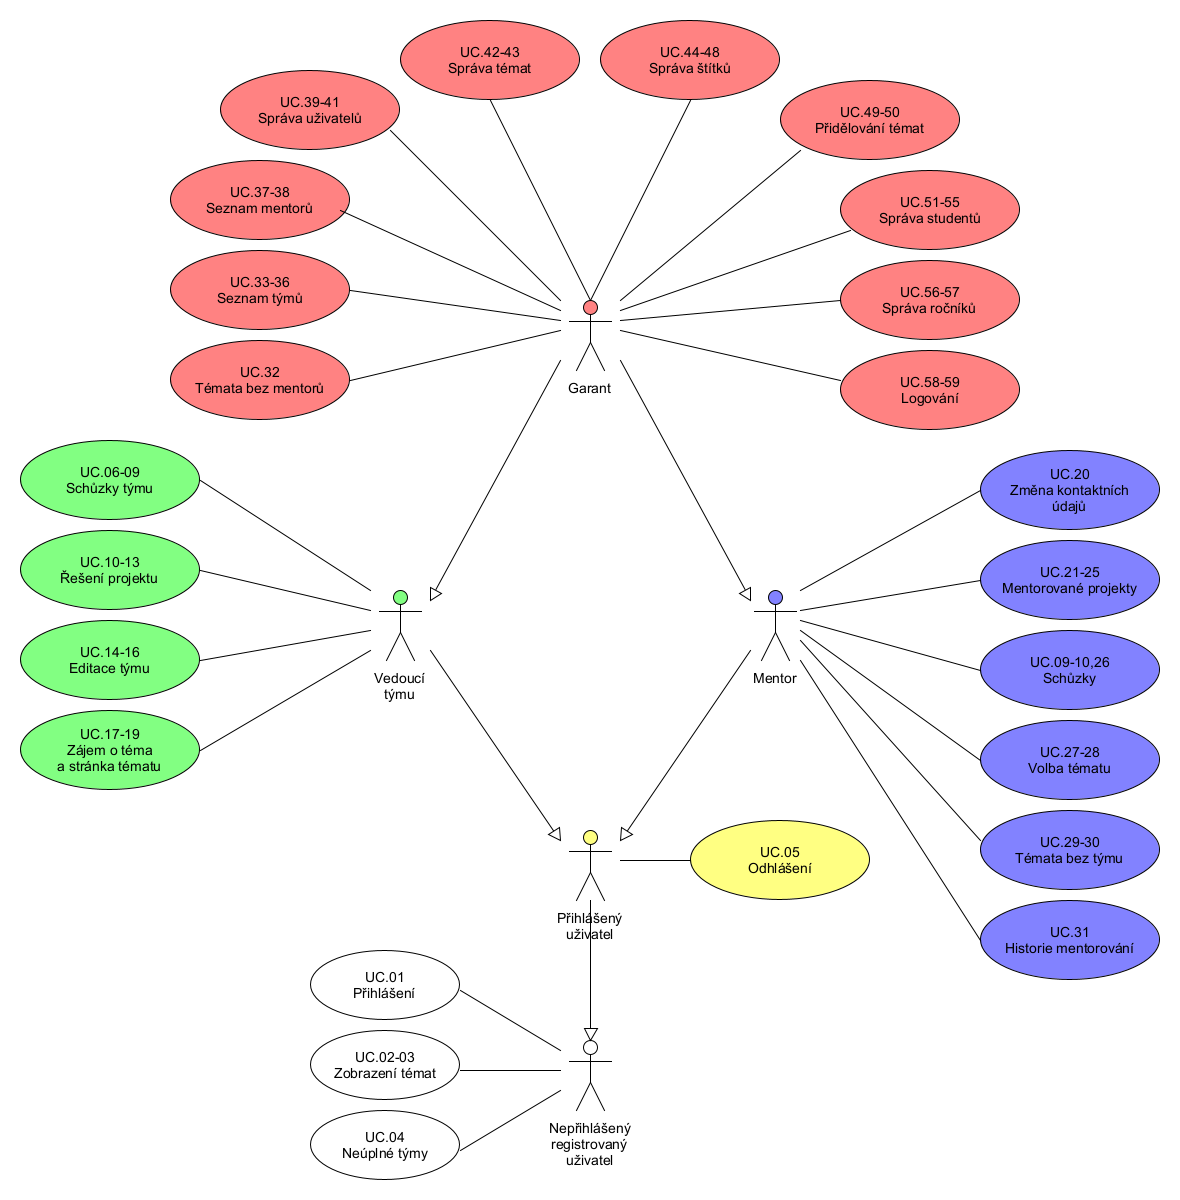 UC.42-43
Správa témat
UC.44-48
Správa štítků
UC.39-41
Správa uživatelů
UC.49-50
Přidělování témat
UC.37-38
Seznam mentorů
UC.51-55
Správa studentů
UC.33-36
Seznam týmů
UC.56-57
Správa ročníků
UC.32
Témata bez mentorů
UC.58-59
Logování
Garant
UC.06-09
Schůzky týmu
UC.20
Změna kontaktních
údajů
UC.10-13
Řešení projektu
UC.21-25
Mentorované projekty
UC.14-16
Editace týmu
Vedoucí
týmu
Mentor
UC.09-10,26
Schůzky
UC.17-19
Zájem o téma
a stránka tématu
UC.27-28
Volba tématu
UC.05
Odhlášení
UC.29-30
Témata bez týmu
Přihlášený
uživatel
UC.31
Historie mentorování
UC.01
Přihlášení
UC.02-03
Zobrazení témat
UC.04
Neúplné týmy
Nepřihlášený
registrovaný
uživatel